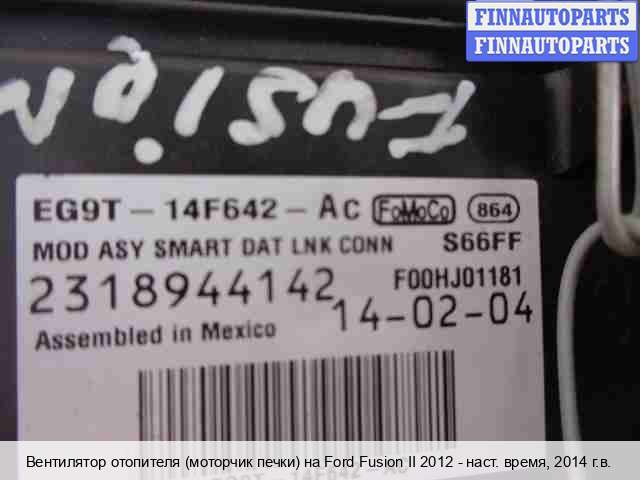 FINNAUTOPARTS
FINNAUTOPARTS
FUSION
EG9T-14F642-AC FoMoCo 864
MOD ASY SMART DAT LNK CONN S66FF
2318944142 F00HJ01181
14-02-04
Assembled in Mexico
Вентилятор отопителя (моторчик печки) на Ford Fusion II 2012 - наст. время, 2014 г.в.